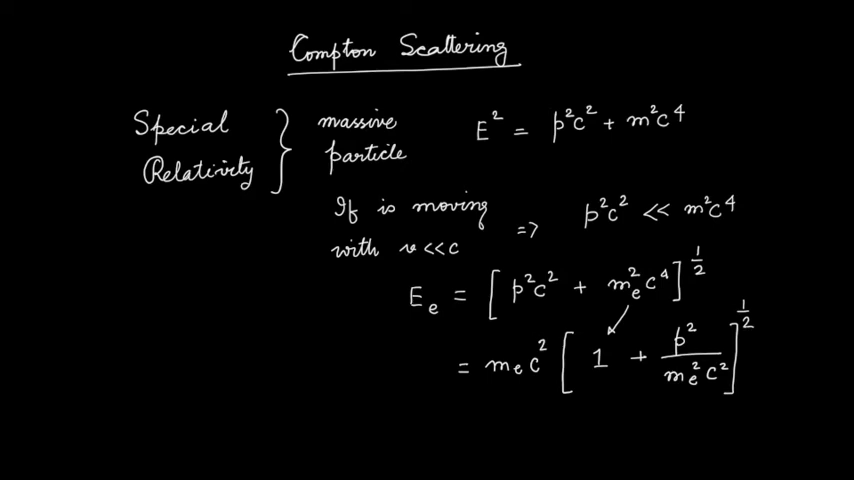 Compton Scattering
Special Relativity } massive particle E² = p²c² + m²c⁴
If is moving with v << c => p²c² << m²c⁴
Eₑ = [ p²c² + mₑ²c⁴ ]^(1/2)
= mₑc² [ 1 + p²/(mₑ²c²) ]^(1/2)